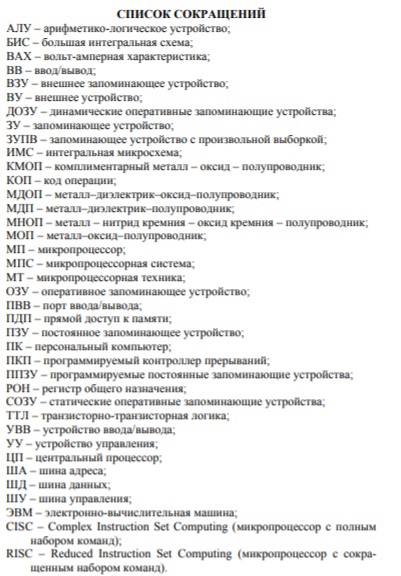 СПИСОК СОКРАЩЕНИЙ
АЛУ – арифметико-логическое устройство;
БИС – большая интегральная схема;
ВАХ – вольт-амперная характеристика;
ВВ – ввод/вывод;
ВЗУ – внешнее запоминающее устройство;
ВУ – внешнее устройство;
ДОЗУ – динамические оперативные запоминающие устройства;
ЗУ – запоминающее устройство;
ЗУПВ – запоминающее устройство с произвольной выборкой;
ИМС – интегральная микросхема;
КМОП – комплиментарный металл – оксид – полупроводник;
КОП – код операции;
МДОП – металл–диэлектрик–оксид–полупроводник;
МДП – металл–диэлектрик–полупроводник;
МНОП – металл – нитрид кремния – оксид кремния – полупроводник;
МОП – металл–оксид–полупроводник;
МП – микропроцессор;
МПС – микропроцессорная система;
МТ – микропроцессорная техника;
ОЗУ – оперативное запоминающее устройство;
ПВВ – порт ввода/вывода;
ПДП – прямой доступ к памяти;
ПЗУ – постоянное запоминающее устройство;
ПК – персональный компьютер;
ПКП – программируемый контроллер прерываний;
ППЗУ – программируемые постоянные запоминающие устройства;
РОН – регистр общего назначения;
СОЗУ – статические оперативные запоминающие устройства;
ТТЛ – транзисторно-транзисторная логика;
УВВ – устройство ввода/вывода;
УУ – устройство управления;
ЦП – центральный процессор;
ША – шина адреса;
ШД – шина данных;
ШУ – шина управления;
ЭВМ – электронно-вычислительная машина;
CISC – Complex Instruction Set Computing (микропроцессор с полным
набором команд);
RISC – Reduced Instruction Set Computing (микропроцессор с сокра-
щенным набором команд).